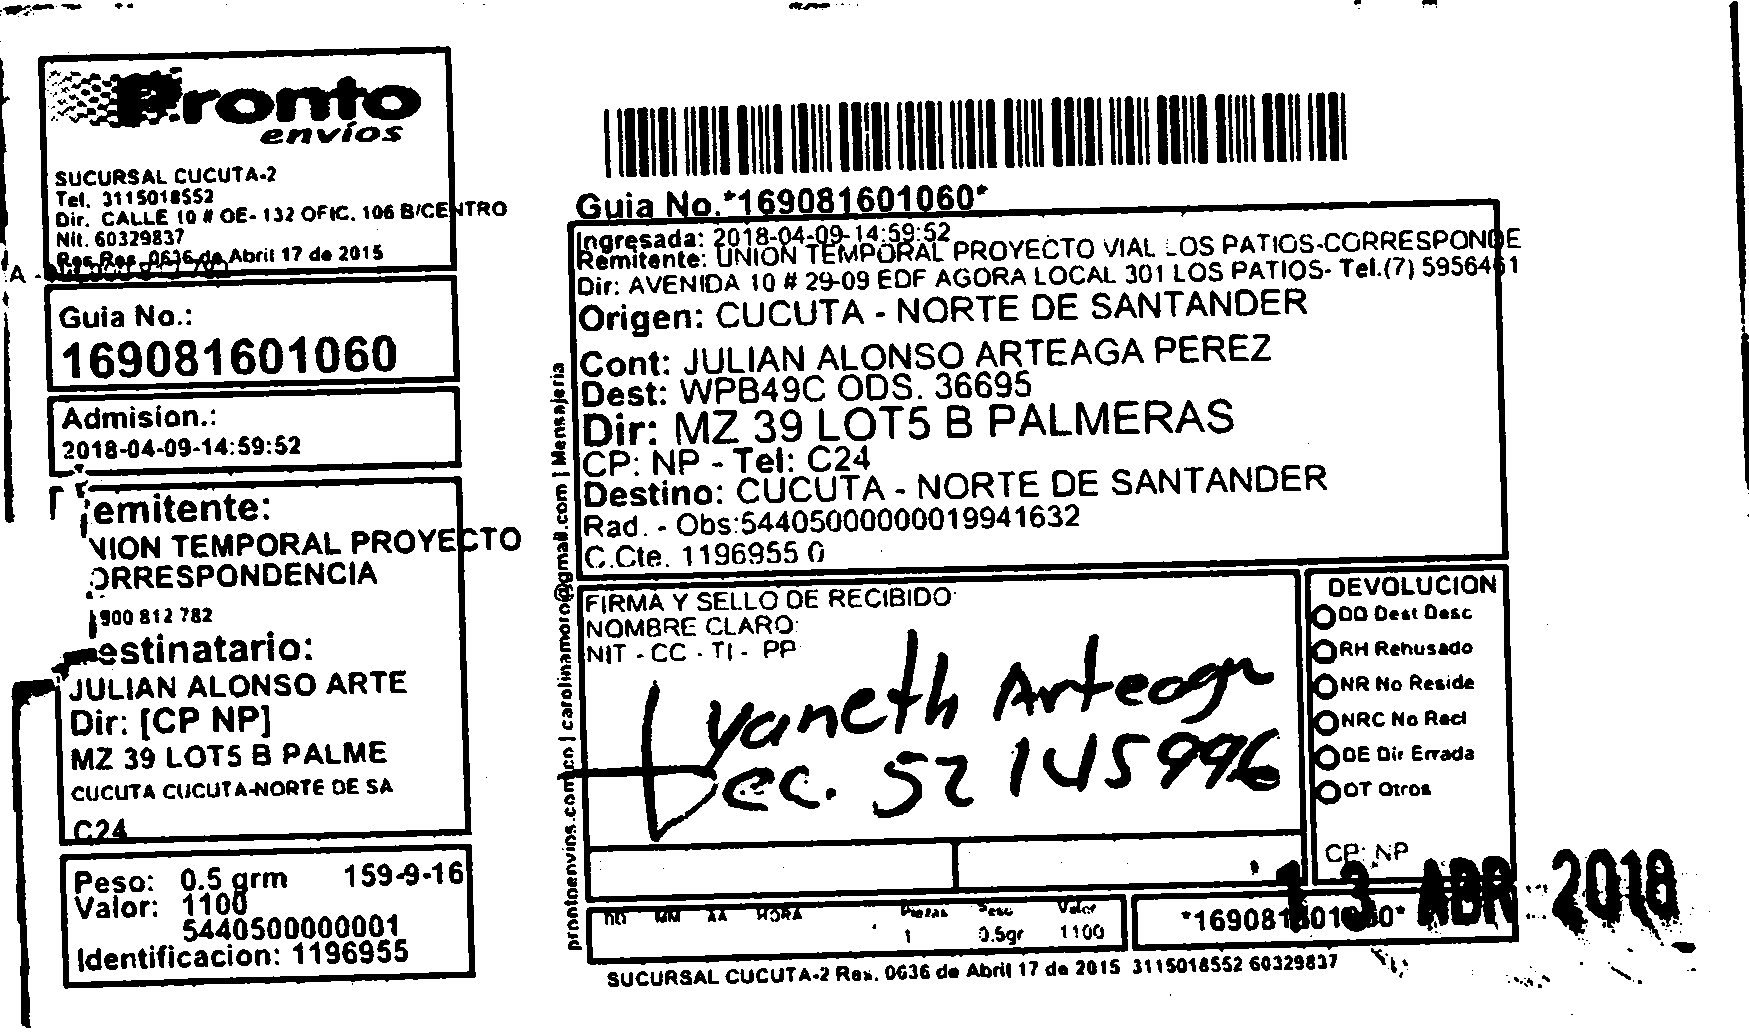 Pronto
envíos
SUCURSAL CUCUTA-2
Tel. 3115018552
Dir. CALLE 10 # OE- 132 OFIC. 106 B/CENTRO
Nit. 60329837
Res.Res. 0636 de Abril 17 de 2015
Guia No.:
169081601060
Admision.:
2018-04-09-14:59:52
emitente:
NION TEMPORAL PROYECTO
ORRESPONDENCIA
900 812 782
estinatario:
JULIAN ALONSO ARTE
Dir: [CP NP]
MZ 39 LOT5 B PALME
CUCUTA CUCUTA-NORTE DE SA
C24
Peso: 0.5 grm 159-9-16
Valor: 1100
5440500000001
Identificacion: 1196955
prontoenvios.com.co | carolinamoro@gmail.com | Mensajeria
Guia No.*169081601060*
Ingresada: 2018-04-09-14:59:52
Remitente: UNION TEMPORAL PROYECTO VIAL LOS PATIOS-CORRESPONDE
Dir: AVENIDA 10 # 29-09 EDF AGORA LOCAL 301 LOS PATIOS- Tel.(7) 5956461
Origen: CUCUTA - NORTE DE SANTANDER
Cont: JULIAN ALONSO ARTEAGA PEREZ
Dest: WPB49C ODS. 36695
Dir: MZ 39 LOT5 B PALMERAS
CP: NP - Tel: C24
Destino: CUCUTA - NORTE DE SANTANDER
Rad. - Obs:54405000000019941632
C.Cte. 1196955 0
FIRMA Y SELLO DE RECIBIDO
NOMBRE CLARO:
NIT - CC - TI - PP
yaneth Arteaga
cc. 52145996
DEVOLUCION
DD Dest Desc
RH Rehusado
NR No Reside
NRC No Recl
DE Dir Errada
OT Otros
CP: NP
13 ABR 2018
DD MM AA HORA Piezas Peso Valor
1 0.5gr 1100
*169081601060*
SUCURSAL CUCUTA-2 Res. 0636 de Abril 17 de 2015 3115018552 60329837